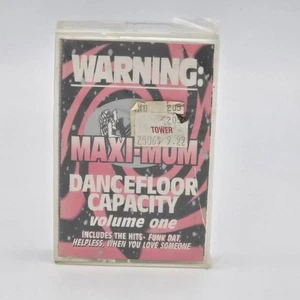 WARNING:
TOWER
MAXI-MUM
DANCEFLOOR
CAPACITY
volume one
INCLUDES THE HITS - FUNK DAT,
HELPLESS, WHEN YOU LOVE SOMEONE